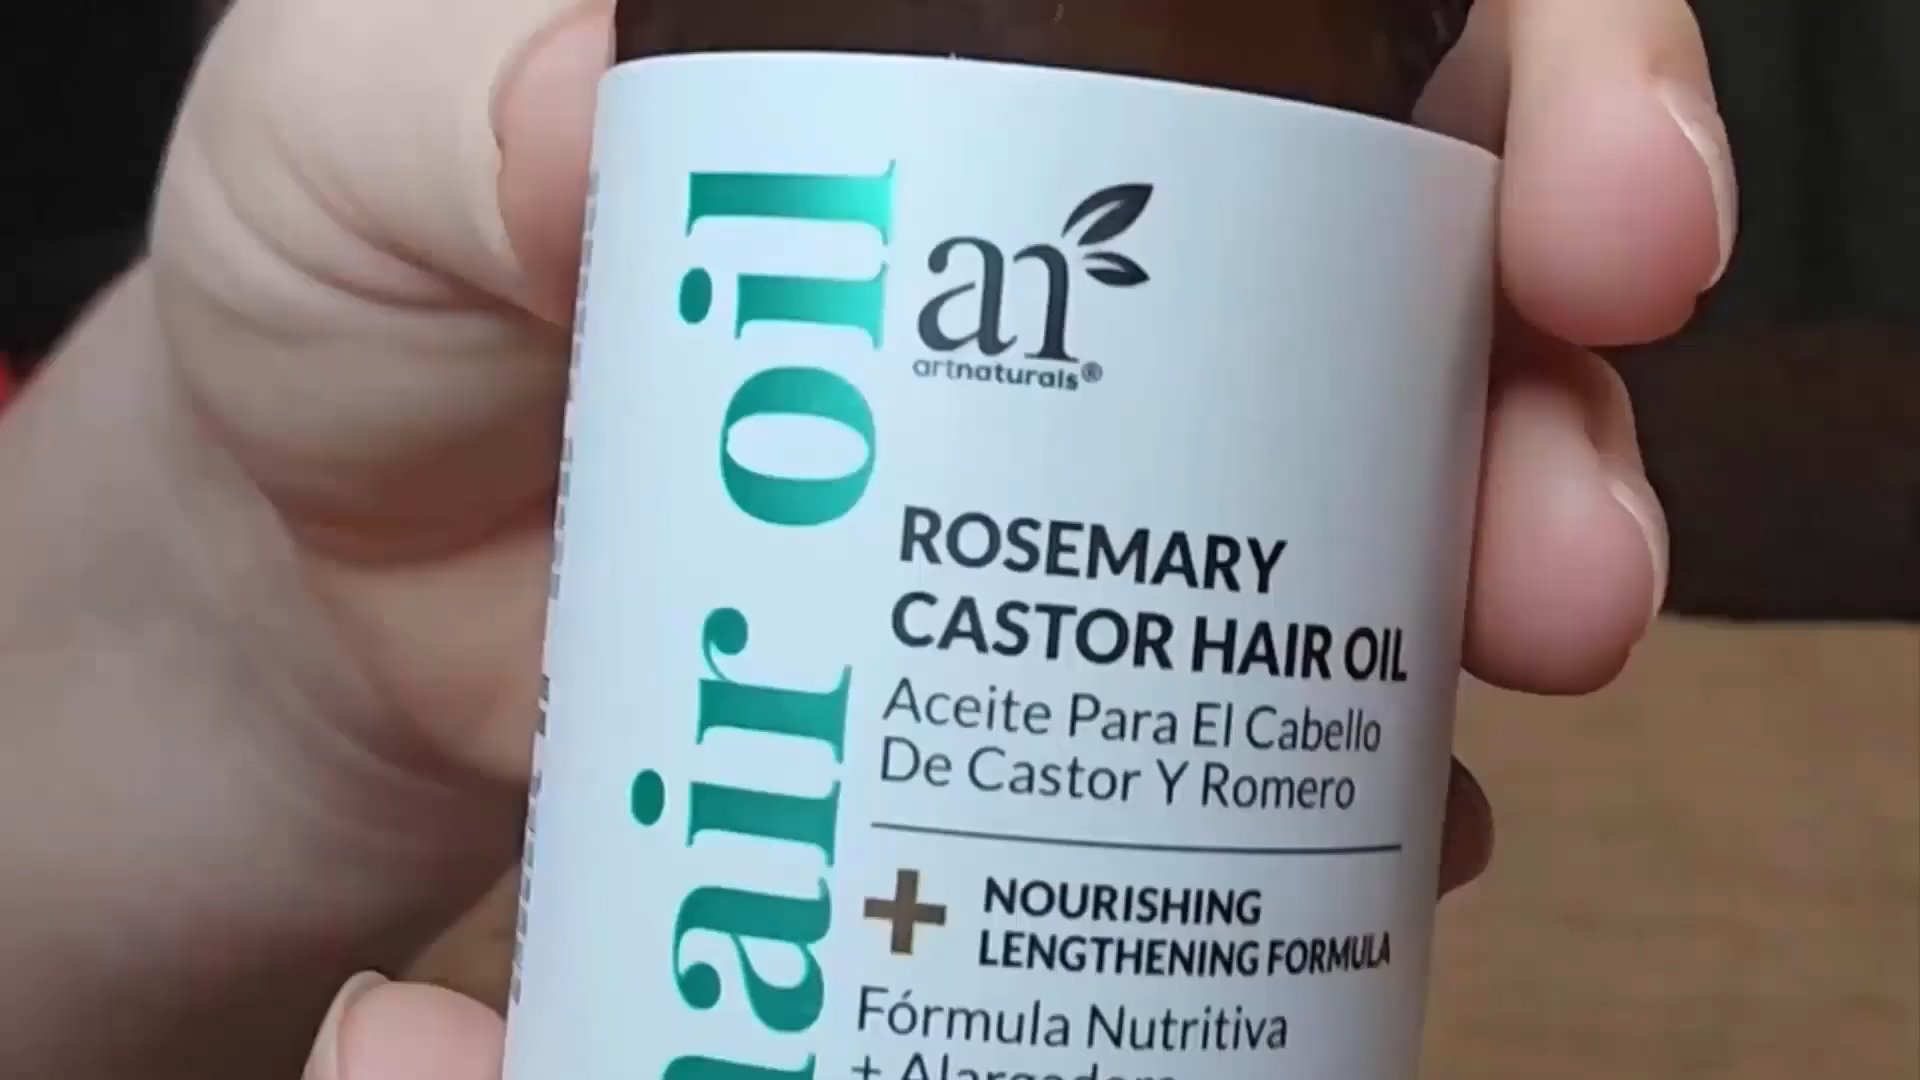 hair oil
an
artnaturals®
ROSEMARY
CASTOR HAIR OIL
Aceite Para El Cabello
De Castor Y Romero
+ NOURISHING
LENGTHENING FORMULA
Fórmula Nutritiva